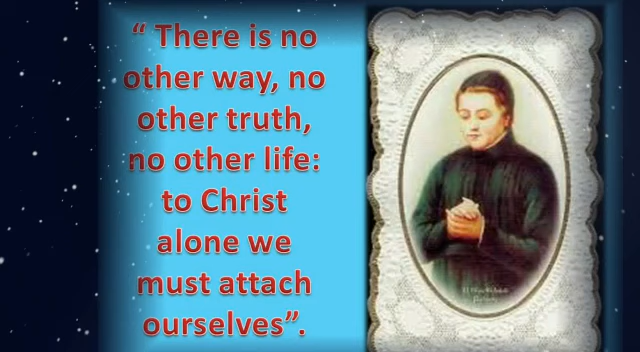 “ There is no
other way, no
other truth,
no other life:
to Christ
alone we
must attach
ourselves”.